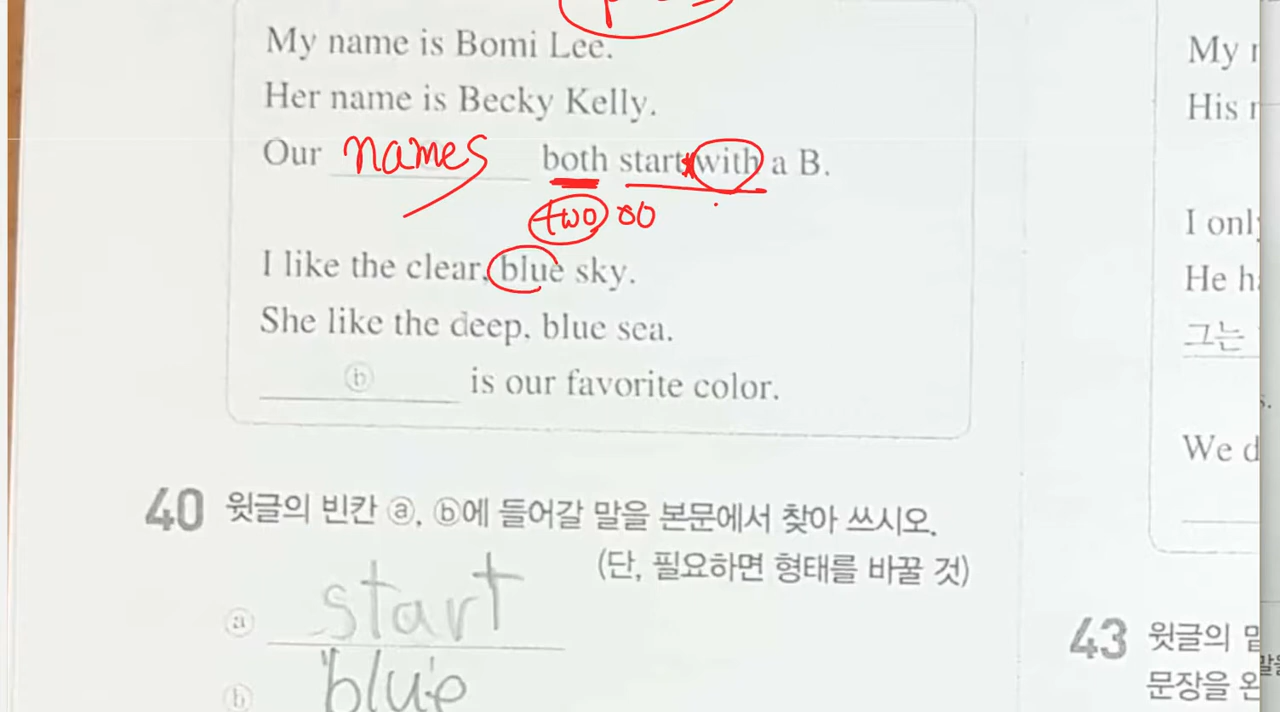 My name is Bomi Lee.
Her name is Becky Kelly.
Our names both start with a B.
two
I like the clear, blue sky.
She like the deep, blue sea.
ⓑ is our favorite color.
40 윗글의 빈칸 ⓐ, ⓑ에 들어갈 말을 본문에서 찾아 쓰시오.
(단, 필요하면 형태를 바꿀 것)
ⓐ start
ⓑ blue
My
His
I only
He
그는
s.
We d
43 윗글의
문장을